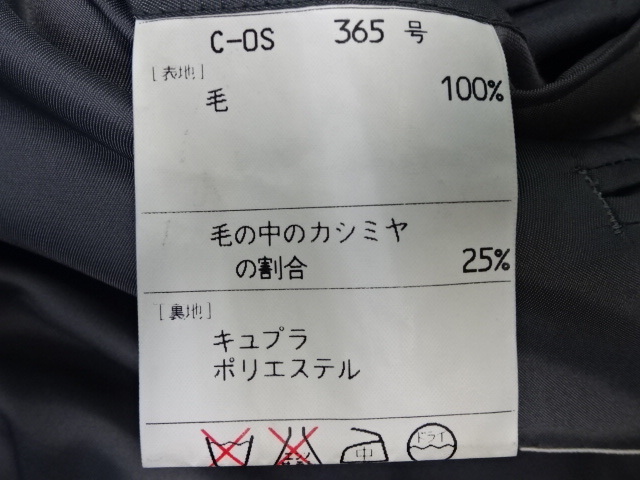 C-OS 365 号
［表地］
毛 100%
毛の中のカシミヤ
の割合 25%
［裏地］
キュプラ
ポリエステル
中 ドライ